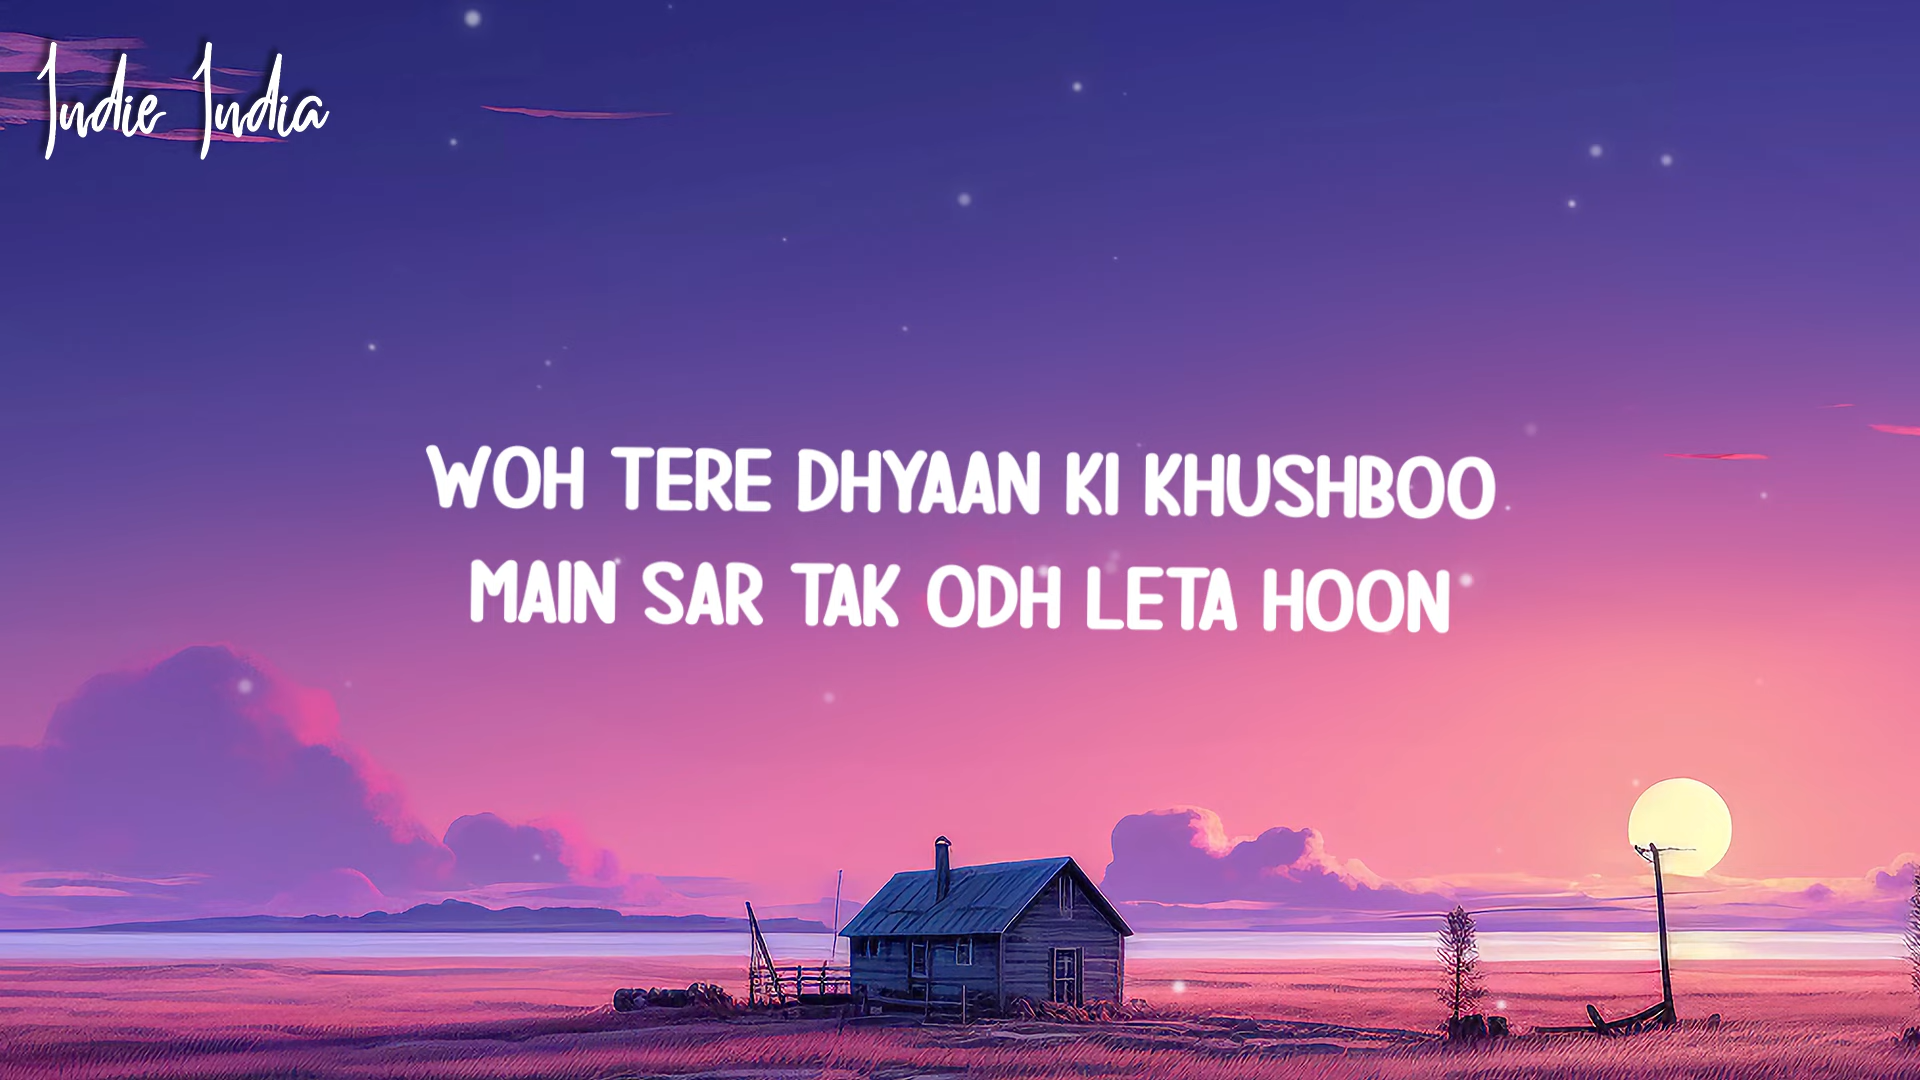 Indie India
WOH TERE DHYAAN KI KHUSHBOO
MAIN SAR TAK ODH LETA HOON